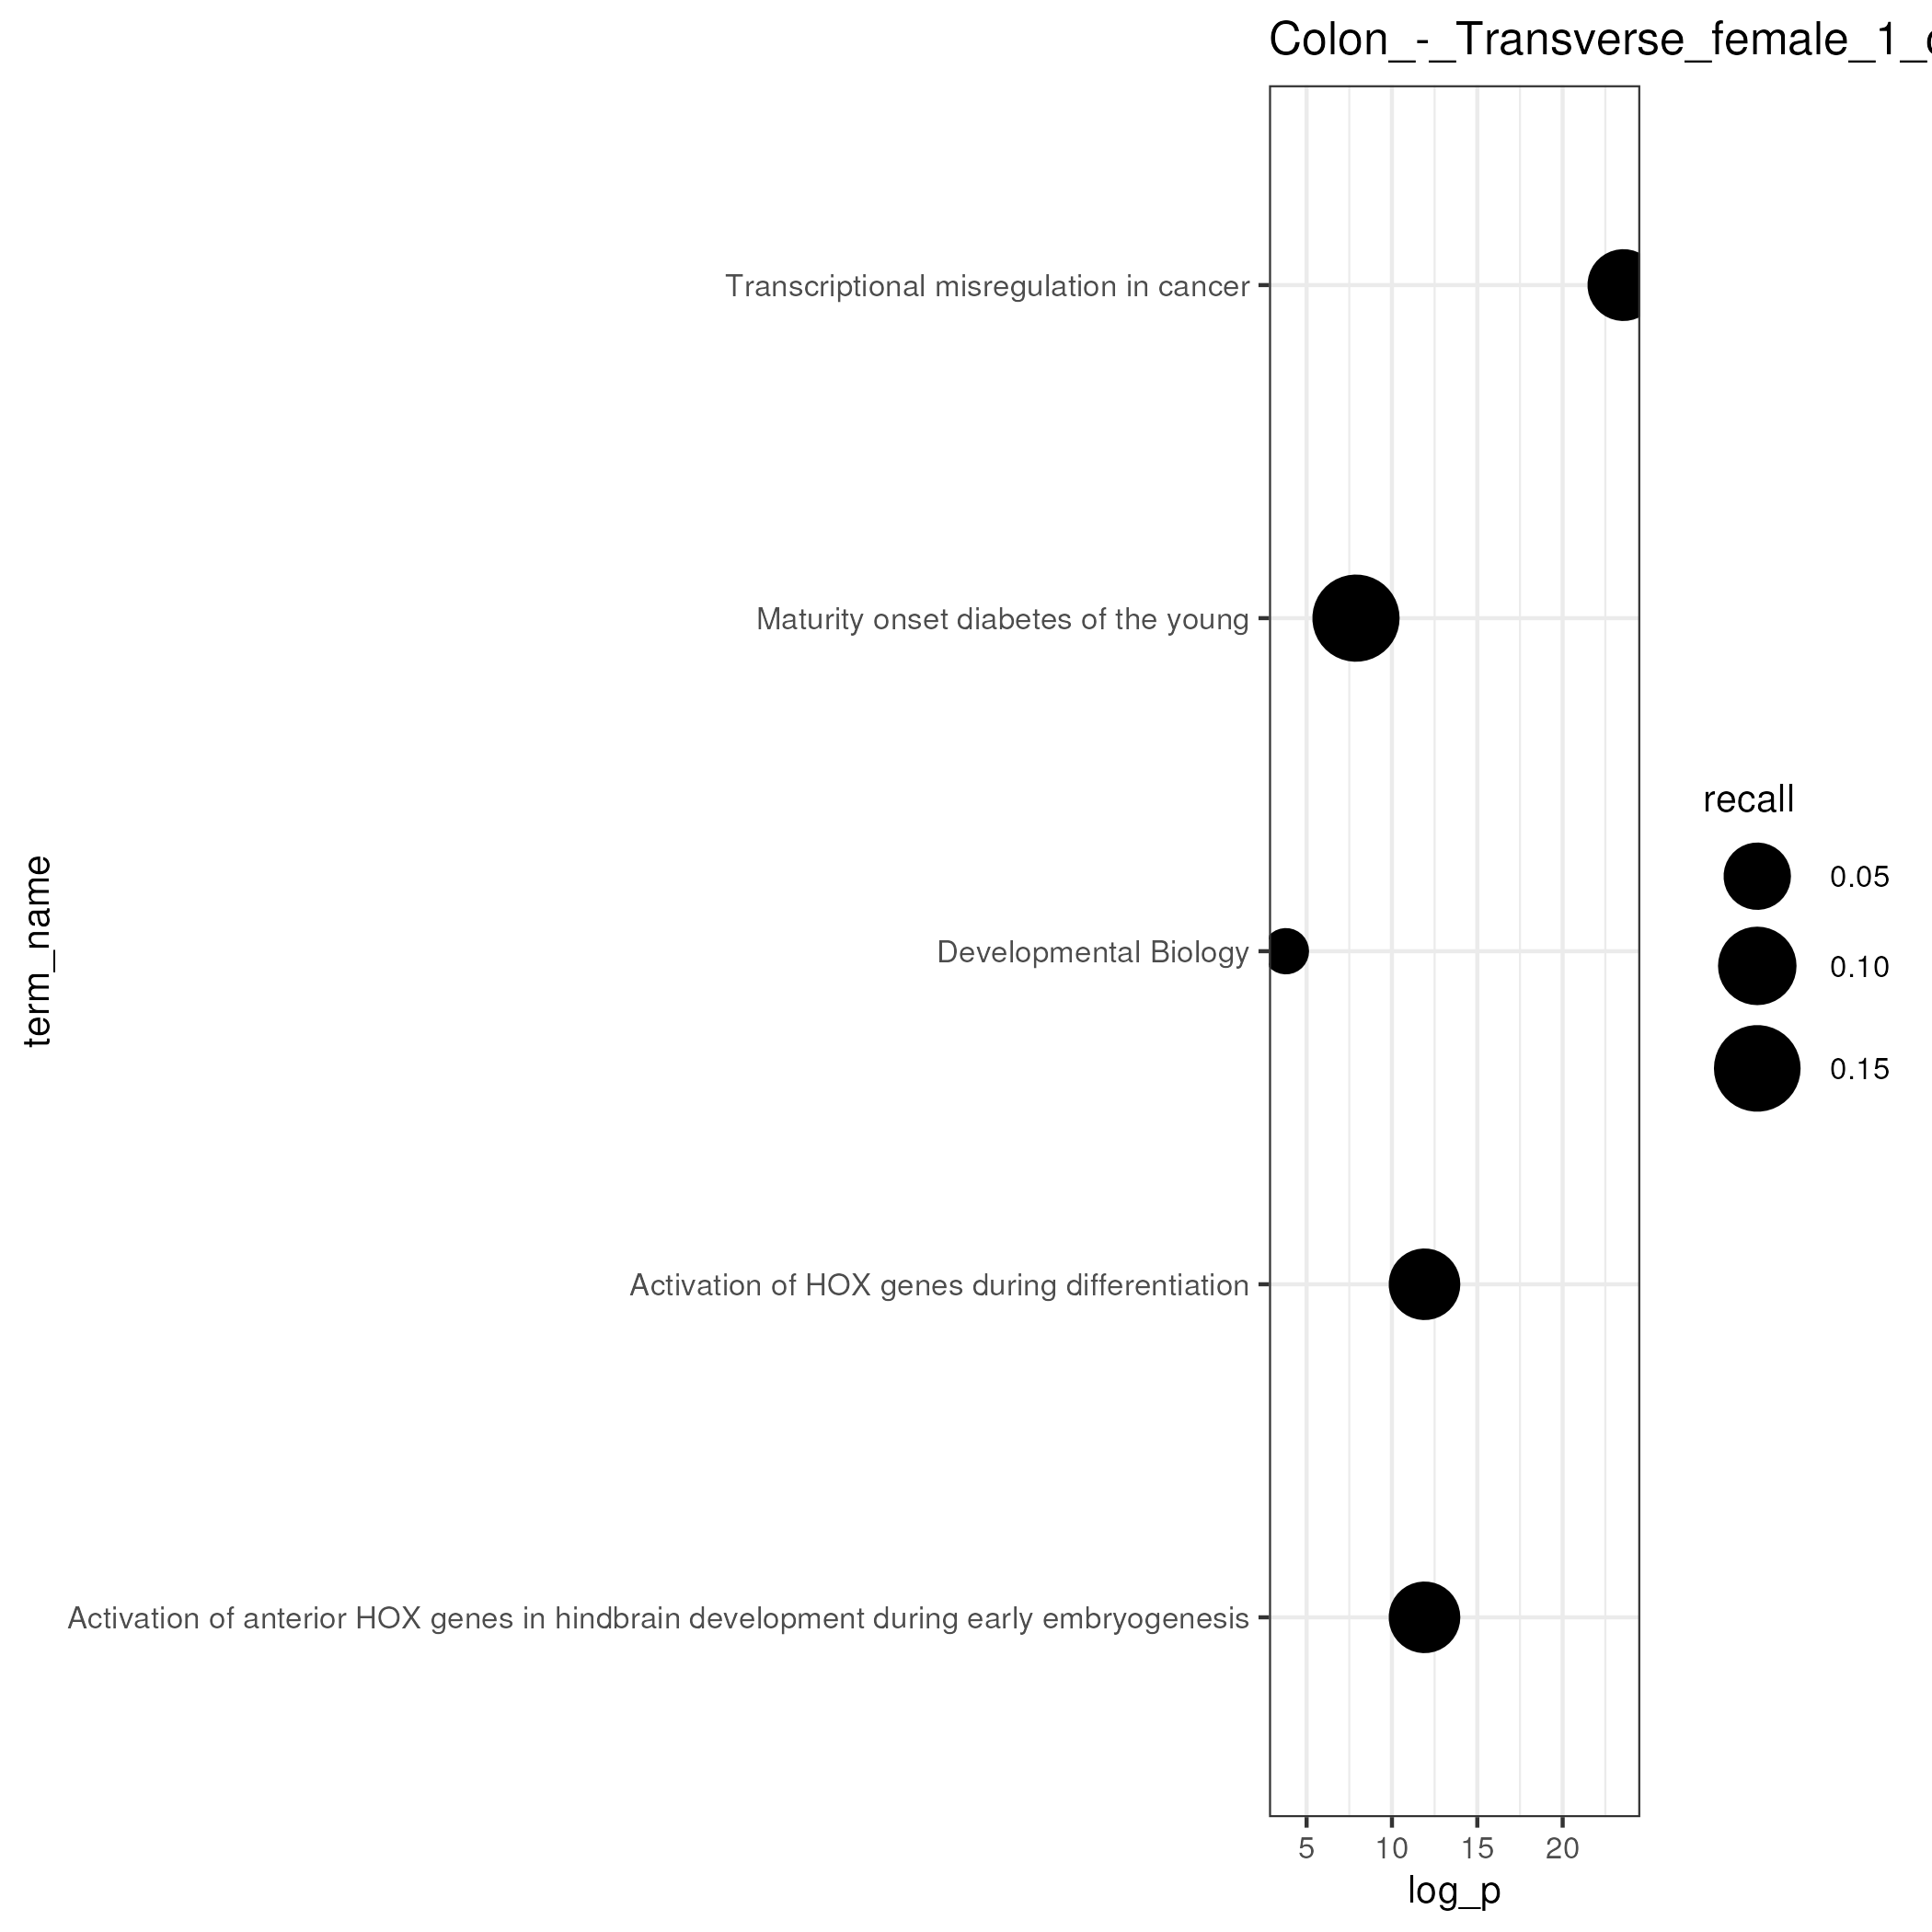 Colon_-_Transverse_female_1_
Transcriptional misregulation in cancer
Maturity onset diabetes of the young
Developmental Biology
Activation of HOX genes during differentiation
Activation of anterior HOX genes in hindbrain development during early embryogenesis
term_name
5 10 15 20
log_p
recall
0.05
0.10
0.15